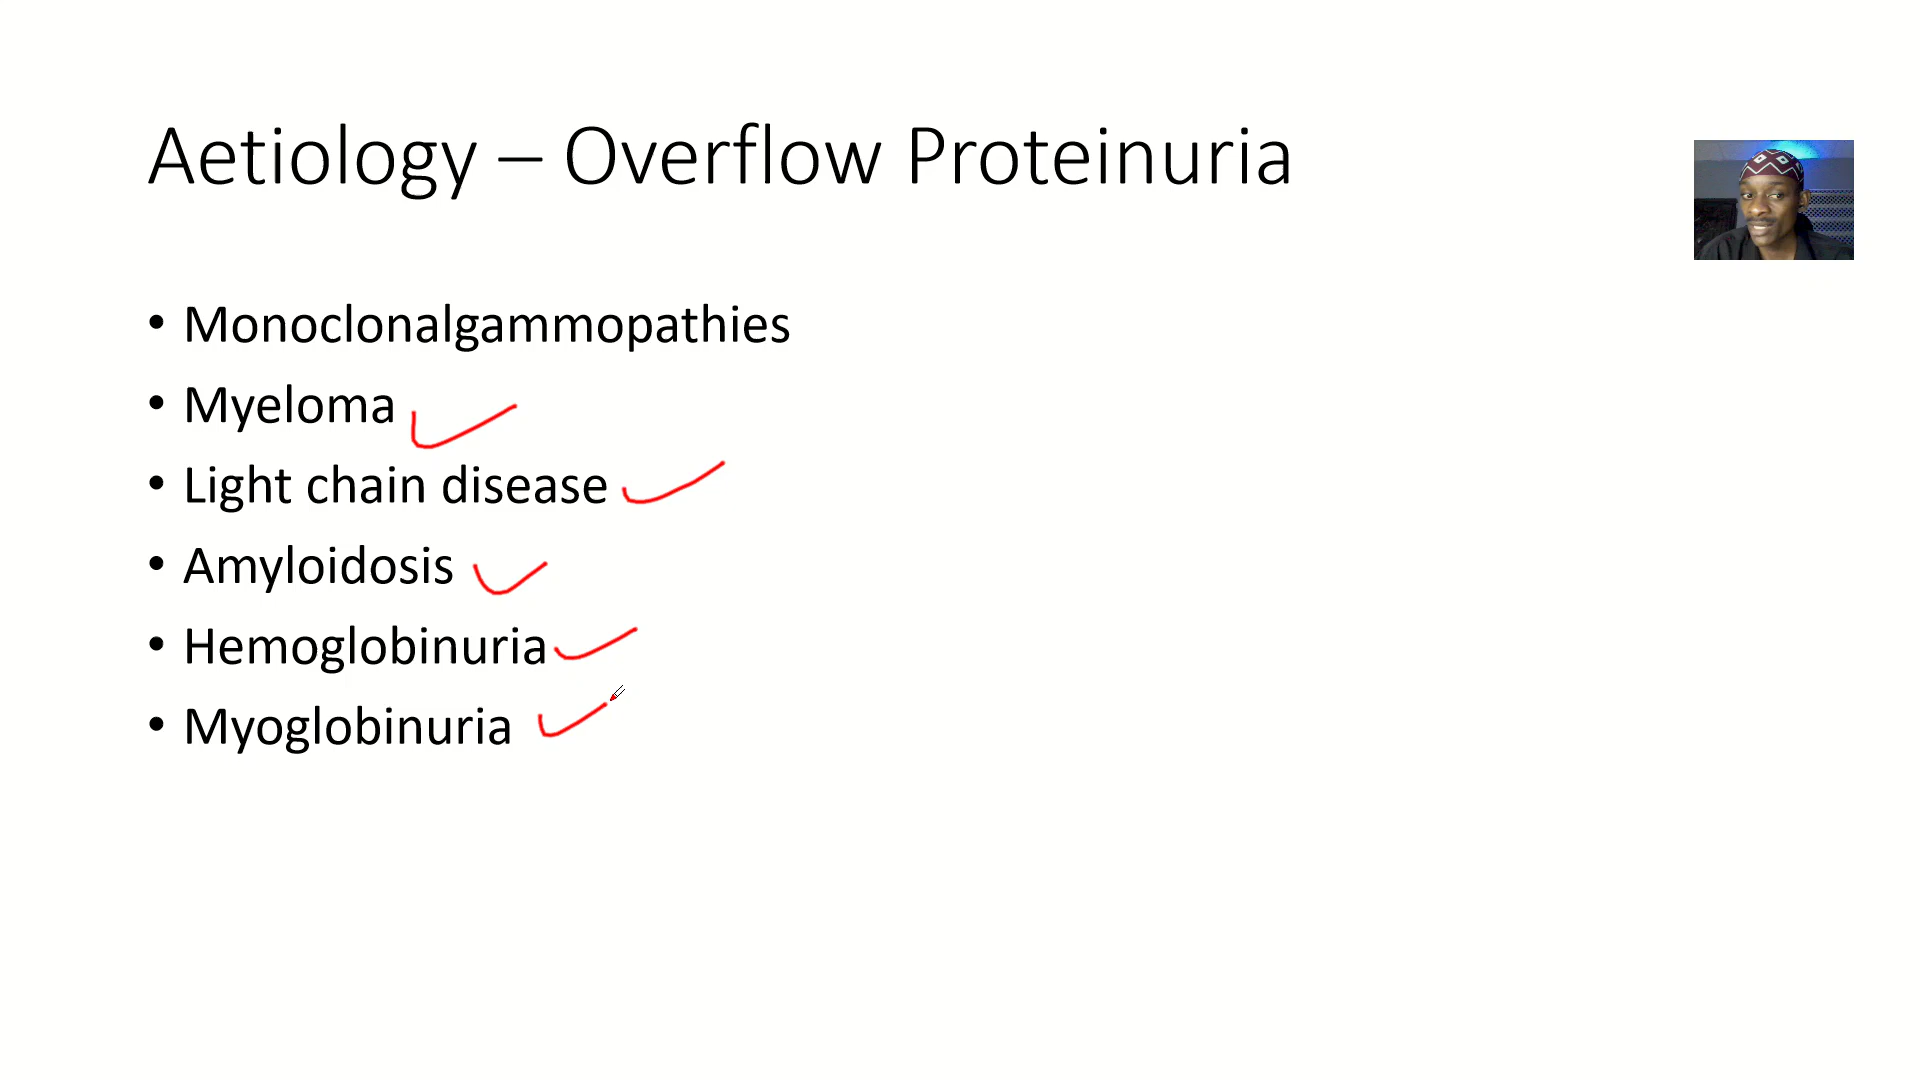 Aetiology – Overflow Proteinuria
• Monoclonalgammopathies
• Myeloma
• Light chain disease
• Amyloidosis
• Hemoglobinuria
• Myoglobinuria